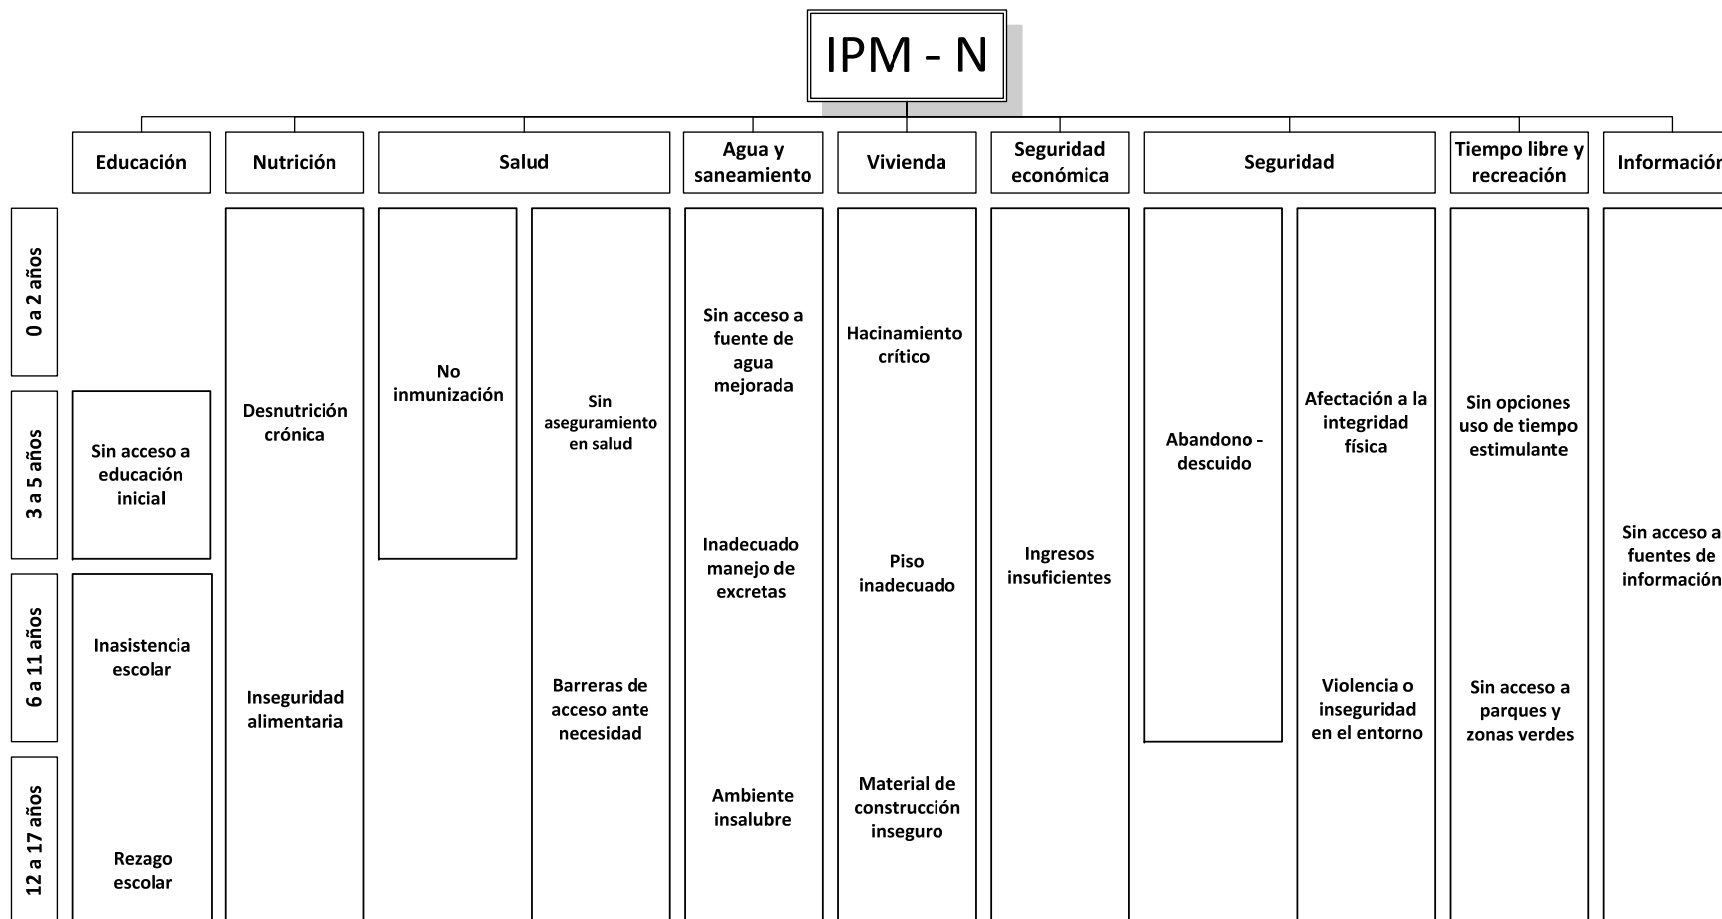 IPM - N
Educación
Nutrición
Salud
Agua y
saneamiento
Vivienda
Seguridad
económica
Seguridad
Tiempo libre y
recreación
Información
0 a 2 años
3 a 5 años
6 a 11 años
12 a 17 años
Sin acceso a
educación
inicial
Inasistencia
escolar
Rezago
escolar
Desnutrición
crónica
Inseguridad
alimentaria
No
inmunización
Sin
aseguramiento
en salud
Barreras de
acceso ante
necesidad
Sin acceso a
fuente de
agua
mejorada
Inadecuado
manejo de
excretas
Ambiente
insalubre
Hacinamiento
crítico
Piso
inadecuado
Material de
construcción
inseguro
Ingresos
insuficientes
Abandono -
descuido
Afectación a la
integridad
física
Violencia o
inseguridad
en el entorno
Sin opciones
uso de tiempo
estimulante
Sin acceso a
parques y
zonas verdes
Sin acceso a
fuentes de
información